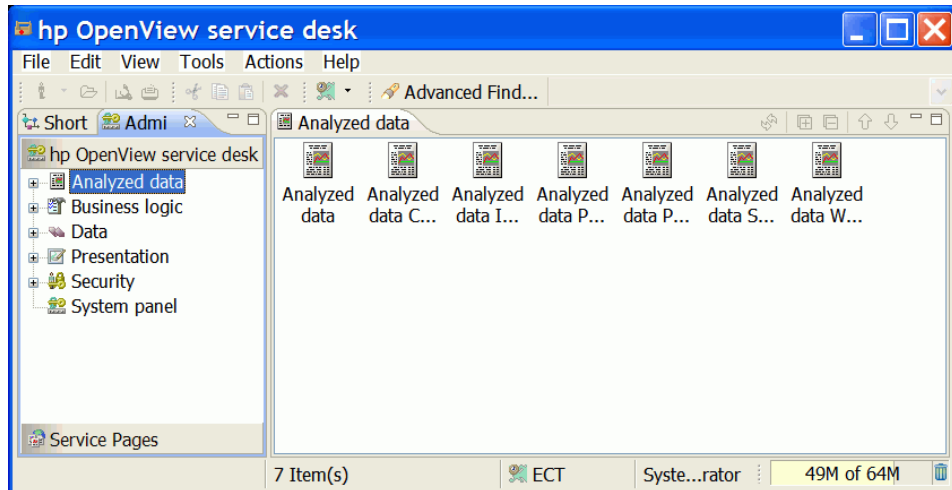 hp OpenView service desk
File Edit View Tools Actions Help
Advanced Find...
Short Admi
Analyzed data
hp OpenView service desk
Analyzed data
Business logic
Data
Presentation
Security
System panel
Service Pages
Analyzed data
Analyzed data C...
Analyzed data I...
Analyzed data P...
Analyzed data P...
Analyzed data S...
Analyzed data W...
7 Item(s)
ECT
Syste...rator
49M of 64M